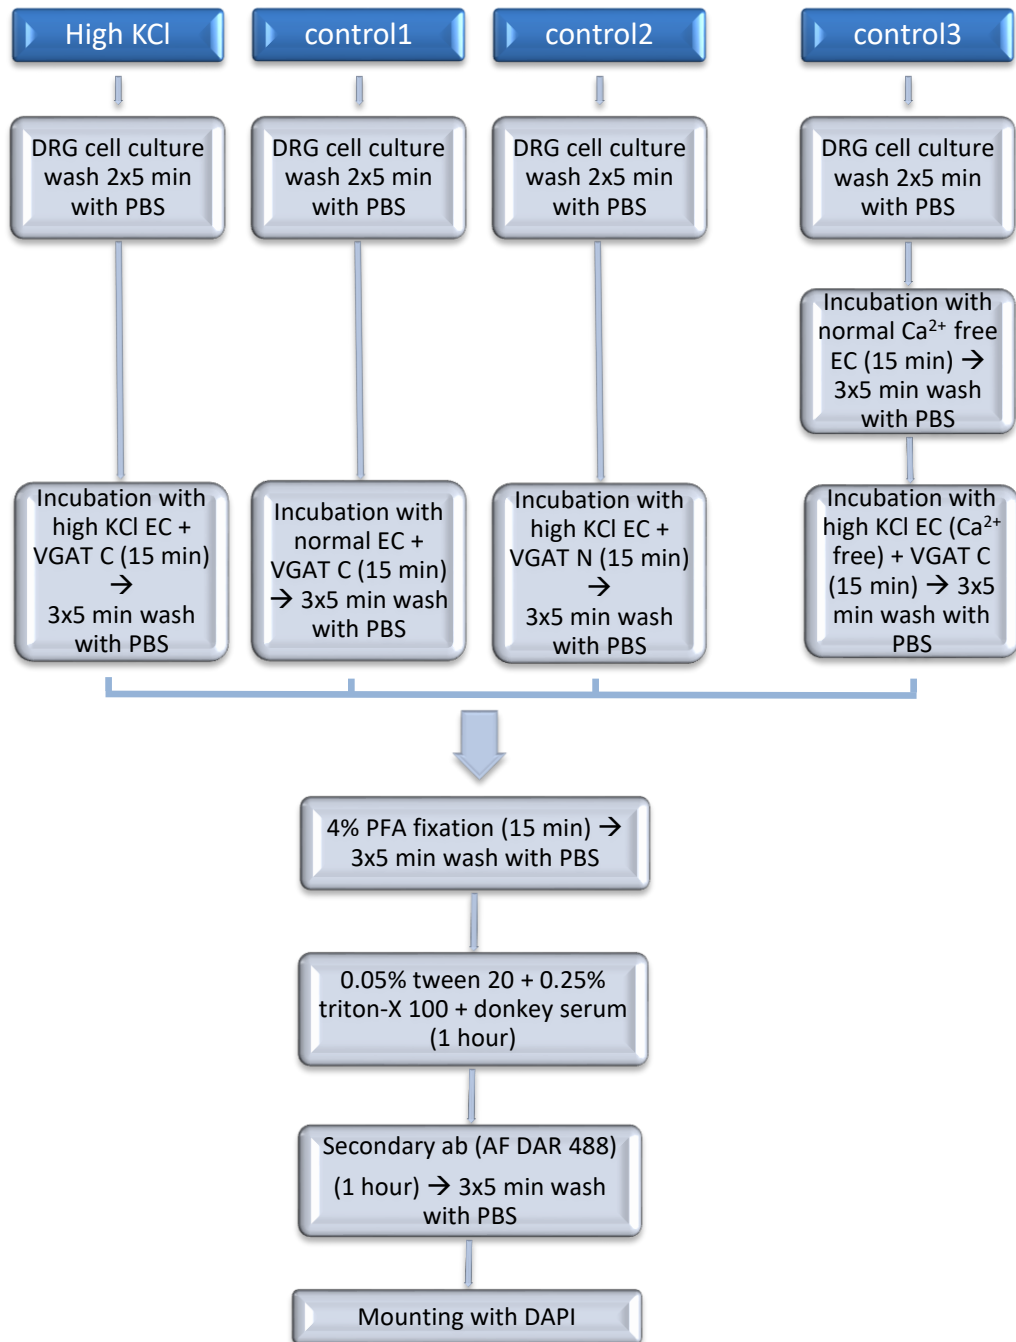 High KCl
control1
control2
control3
DRG cell culture
wash 2x5 min
with PBS
DRG cell culture
wash 2x5 min
with PBS
DRG cell culture
wash 2x5 min
with PBS
DRG cell culture
wash 2x5 min
with PBS
Incubation with
normal Ca²⁺ free
EC (15 min) →
3x5 min wash
with PBS
Incubation with
high KCl EC +
VGAT C (15 min)
→
3x5 min wash
with PBS
Incubation with
normal EC +
VGAT C (15 min)
→ 3x5 min wash
with PBS
Incubation with
high KCl EC +
VGAT N (15 min)
→
3x5 min wash
with PBS
Incubation with
high KCl EC (Ca²⁺
free) + VGAT C
(15 min) → 3x5
min wash with
PBS
4% PFA fixation (15 min) →
3x5 min wash with PBS
0.05% tween 20 + 0.25%
triton-X 100 + donkey serum
(1 hour)
Secondary ab (AF DAR 488)
(1 hour) → 3x5 min wash
with PBS
Mounting with DAPI